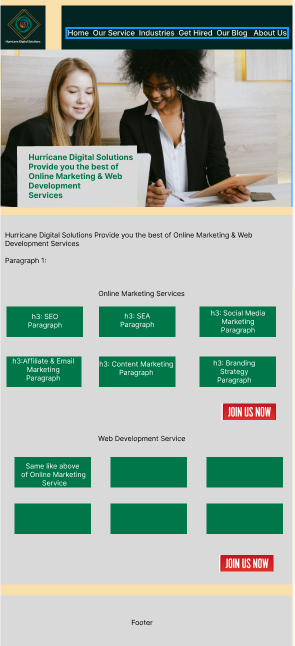 Hurricane Digital Solutions
Home Our Service Industries Get Hired Our Blog About Us
Hurricane Digital Solutions
Provide you the best of
Online Marketing & Web
Development
Services
Hurricane Digital Solutions Provide you the best of Online Marketing & Web
Development Services
Paragraph 1:
Online Marketing Services
h3: SEO
Paragraph
h3: SEA
Paragraph
h3: Social Media
Marketing
Paragraph
h3:Affiliate & Email
Marketing
Paragraph
h3: Content Marketing
Paragraph
h3: Branding
Strategy
Paragraph
JOIN US NOW
Web Development Service
Same like above
of Online Marketing
Service
JOIN US NOW
Footer